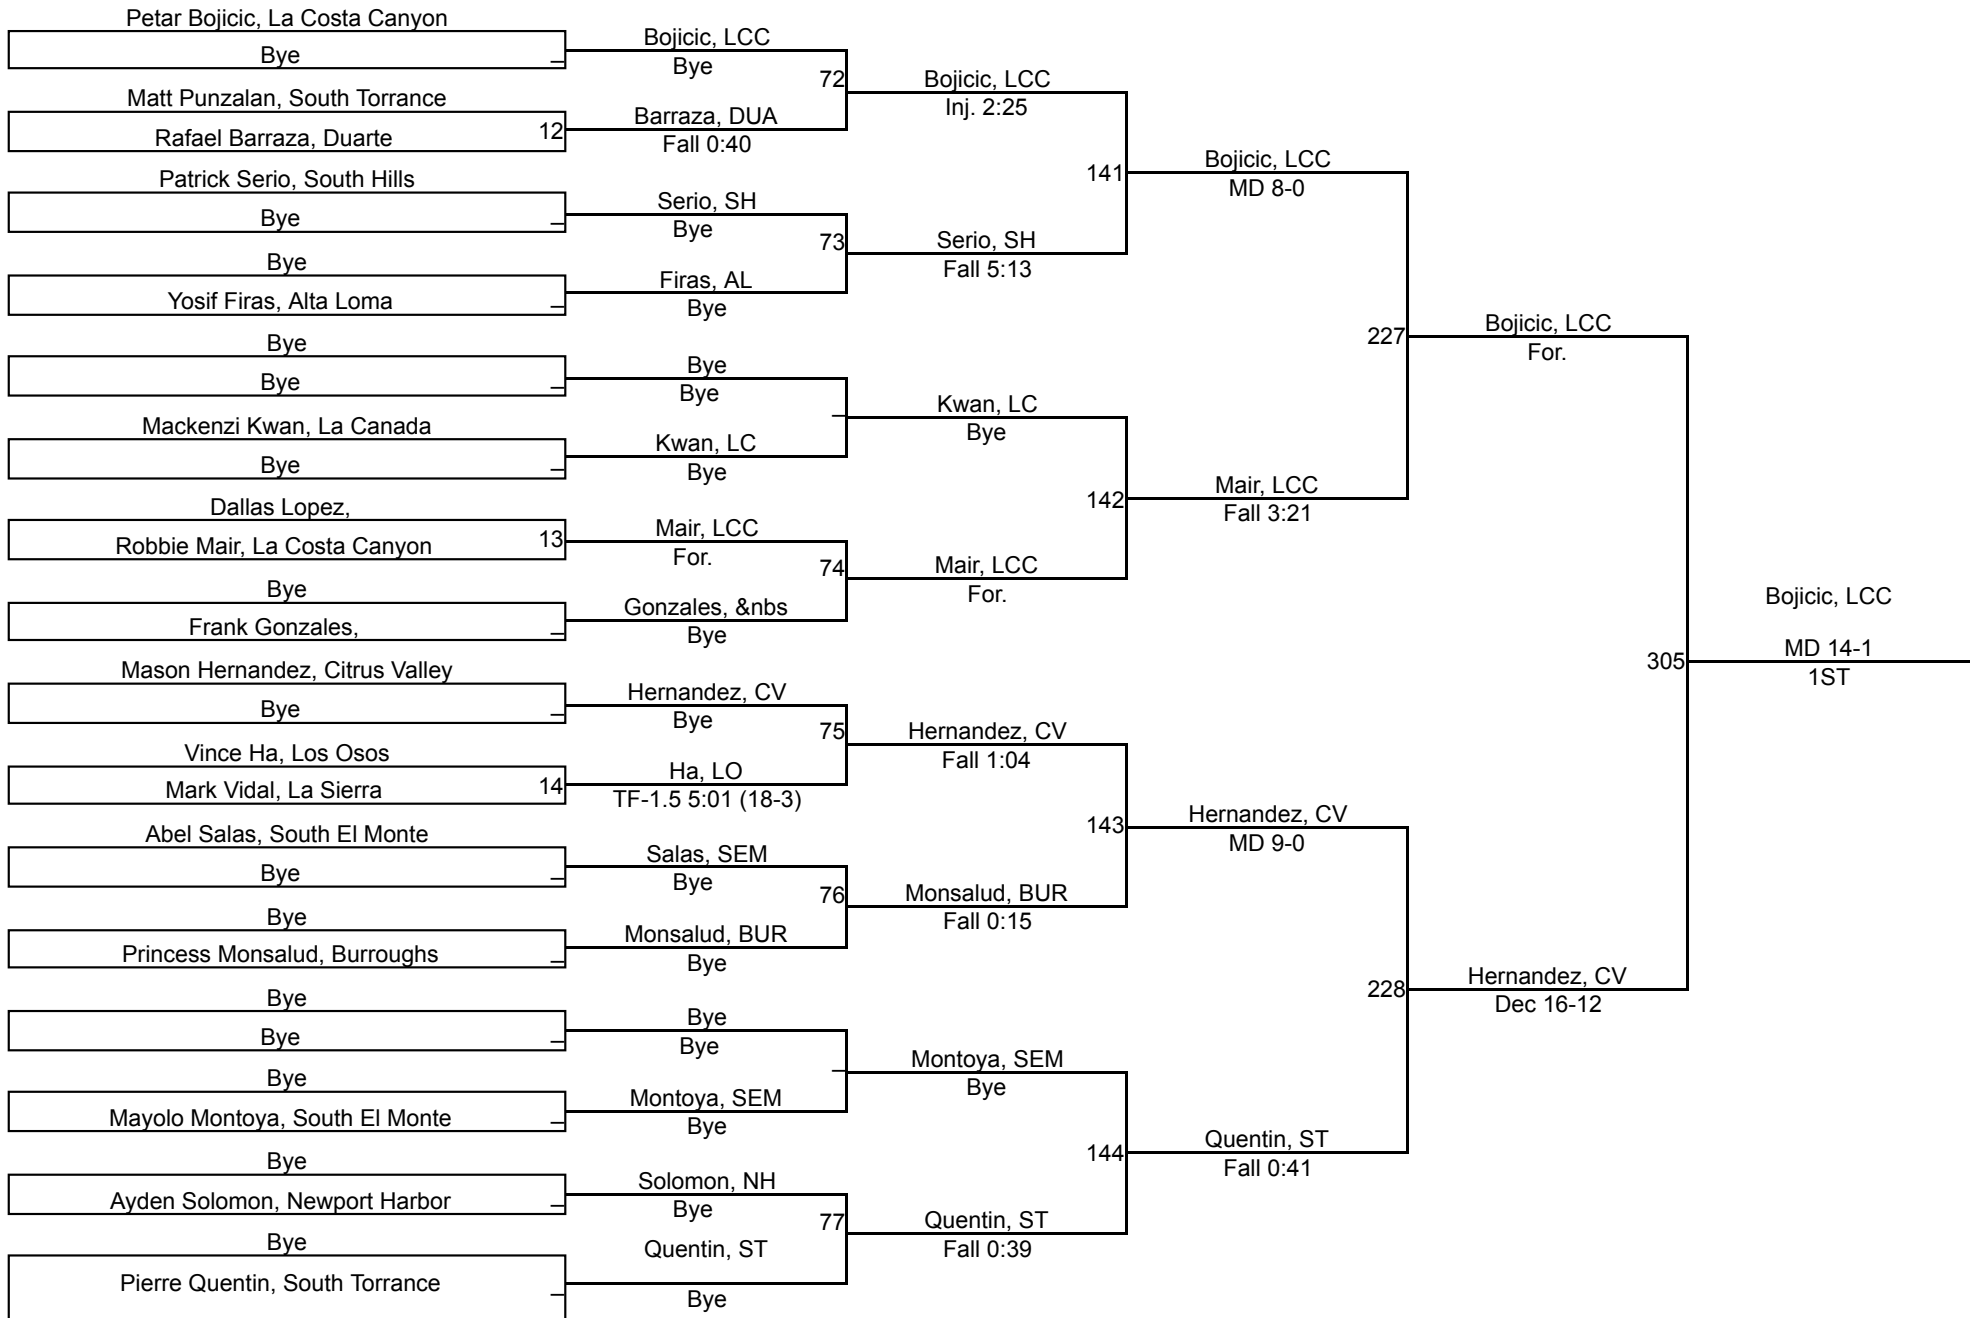 Petar Bojicic, La Costa Canyon
Bye
Bojicic, LCC
Bye
72
Bojicic, LCC
Inj. 2:25
Matt Punzalan, South Torrance
Rafael Barraza, Duarte
12
Barraza, DUA
Fall 0:40
141
Bojicic, LCC
MD 8-0
Patrick Serio, South Hills
Bye
Serio, SH
Bye
73
Serio, SH
Fall 5:13
Bye
Yosif Firas, Alta Loma
Firas, AL
Bye
227
Bojicic, LCC
For.
Bye
Bye
Bye
Bye
Kwan, LC
Bye
Mackenzi Kwan, La Canada
Bye
Kwan, LC
Bye
142
Mair, LCC
Fall 3:21
Dallas Lopez,
Robbie Mair, La Costa Canyon
13
Mair, LCC
For.
74
Mair, LCC
For.
Bye
Frank Gonzales,
Gonzales, &nbs
Bye
305
Bojicic, LCC
MD 14-1
1ST
Mason Hernandez, Citrus Valley
Bye
Hernandez, CV
Bye
75
Hernandez, CV
Fall 1:04
Vince Ha, Los Osos
Mark Vidal, La Sierra
14
Ha, LO
TF-1.5 5:01 (18-3)
143
Hernandez, CV
MD 9-0
Abel Salas, South El Monte
Bye
Salas, SEM
Bye
76
Monsalud, BUR
Fall 0:15
Bye
Princess Monsalud, Burroughs
Monsalud, BUR
Bye
228
Hernandez, CV
Dec 16-12
Bye
Bye
Bye
Bye
Montoya, SEM
Bye
Bye
Mayolo Montoya, South El Monte
Montoya, SEM
Bye
144
Quentin, ST
Fall 0:41
Bye
Ayden Solomon, Newport Harbor
Solomon, NH
Bye
77
Quentin, ST
Fall 0:39
Bye
Pierre Quentin, South Torrance
Quentin, ST
Bye